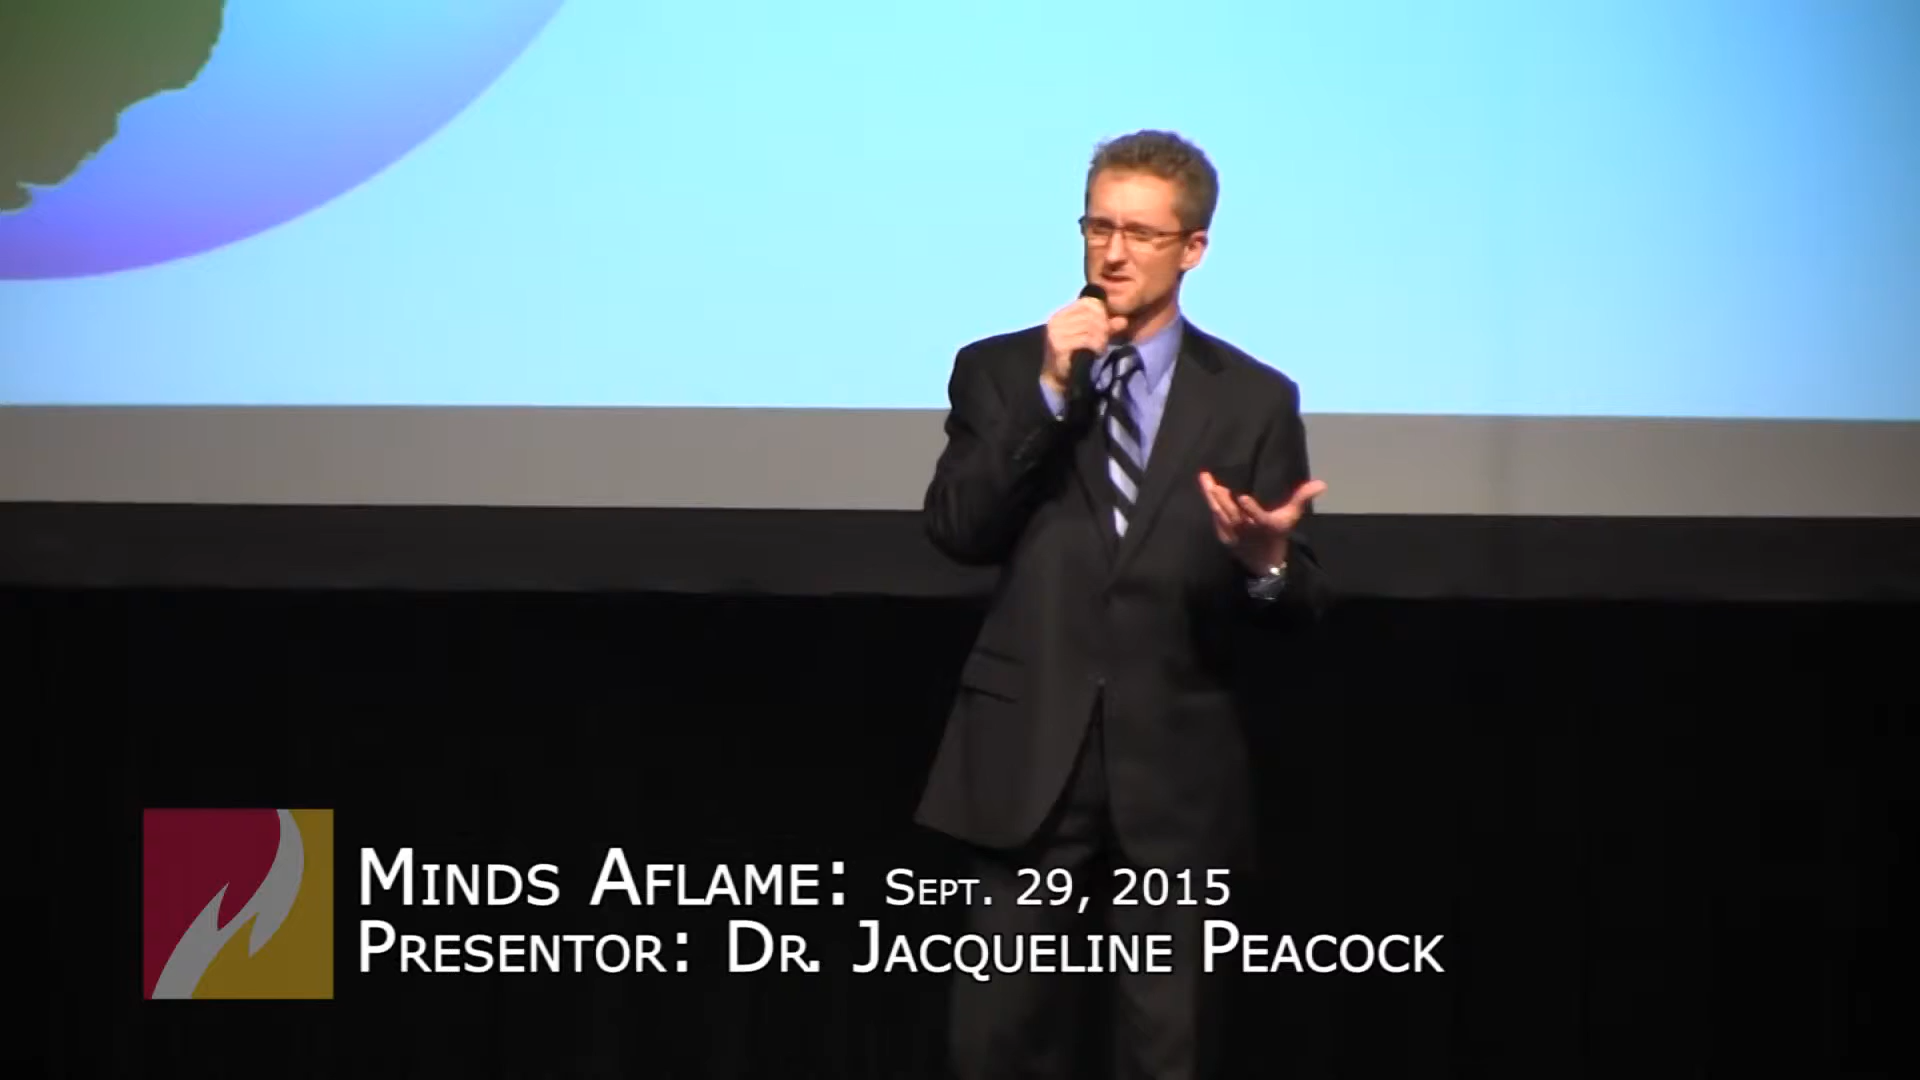 Minds Aflame: Sept. 29, 2015
Presentor: Dr. Jacqueline Peacock